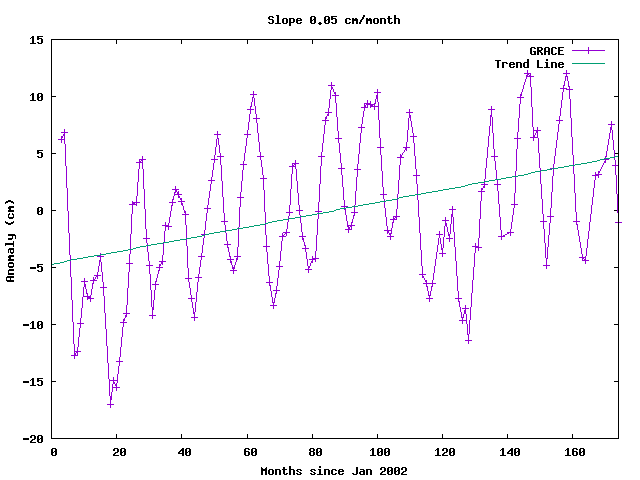 Slope 0.05 cm/month
15
10
5
0
-5
-10
-15
-20
Anomaly (cm)
GRACE
Trend Line
0 20 40 60 80 100 120 140 160
Months since Jan 2002